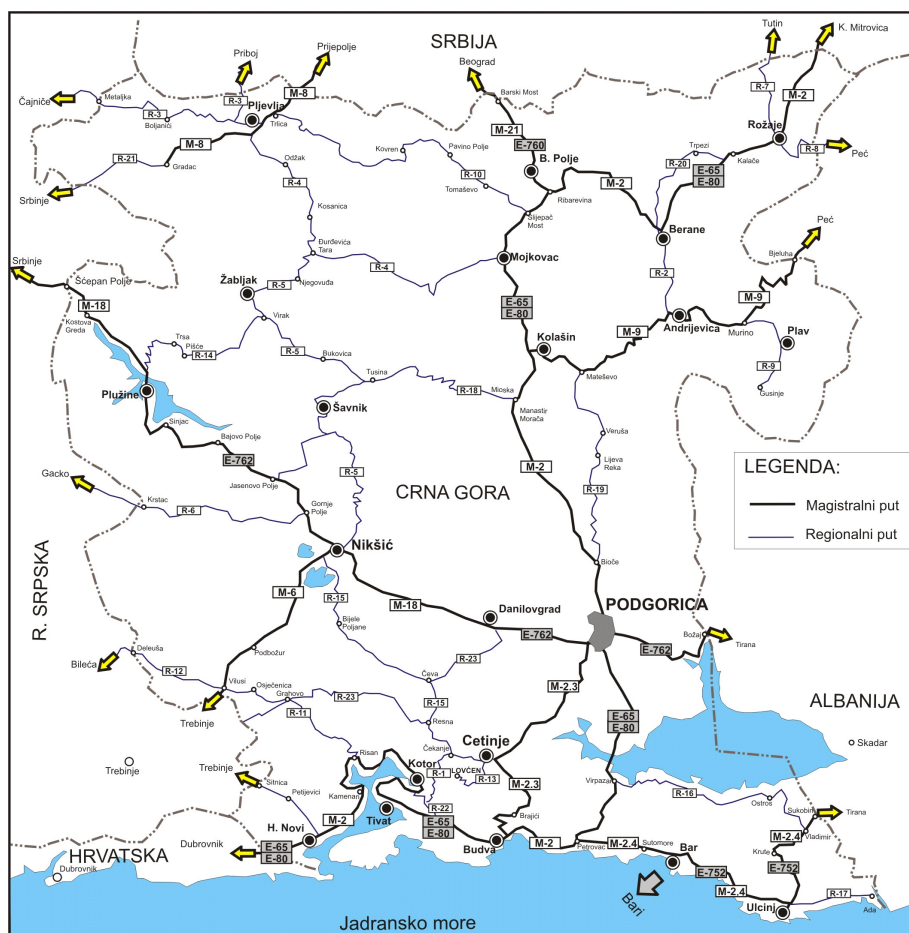 SRBIJA
Tutin
K. Mitrovica
Priboj
Prijepolje
Beograd
Čajniče
Metaljka
R-3
Boljanići
R-3
M-8
Pljevlja
Trlica
Barski Most
M-21
E-760
R-7
M-2
Rožaje
R-8
Peć
M-8
R-21
Gradac
Srbinje
Odžak
R-4
Kovren
Pavino Polje
R-10
Tomaševo
B. Polje
Ribarevina
M-2
Trpezi
R-20
Kalače
E-65
E-80
Kosanica
Slijepač
Most
Berane
Peć
Srbinje
Đurđevića
Tara
R-4
Mojkovac
R-2
Bjeluha
Šćepan Polje
M-18
Kostova
Greda
Žabljak
R-5
Njegovuđa
E-65
E-80
M-9
Virak
Trsa
Pišće
R-14
R-5
Bukovica
Kolašin
M-9
Andrijevica
Murino
Plav
R-9
Gusinje
Plužine
Tusina
R-18
Mioska
Mateševo
Šavnik
Manastir
Morača
Sinjac
Bajovo Polje
E-762
Veruša
Lijeva
Reka
M-2
R-19
Gacko
Jasenovo Polje
R-5
CRNA GORA
LEGENDA:
Magistralni put
Regionalni put
Krstac
R-6
Gornje
Polje
Nikšić
Bioče
R. SRPSKA
M-6
R-15
M-18
Danilovgrad
PODGORICA
E-762
Božaj
Tirana
E-762
Bijele
Poljane
Deleuša
Bileća
R-12
Podbožur
R-23
Vilusi
Osječenica
Grahovo
R-23
Čeva
R-15
M-2.3
Trebinje
R-11
Resna
E-65
E-80
ALBANIJA
Skadar
Trebinje
Trebinje
Sitnica
Risan
Čekanje
Cetinje
Kotor
R-1
LOVĆEN
R-13
M-2.3
Virpazar
R-16
Ostros
Sukobin
Tirana
Petijevići
Kamenari
M-2
Tivat
R-22
E-65
E-80
Brajići
M-2.4
Vladimir
H. Novi
Dubrovnik
E-65
E-80
Budva
M-2
Petrovac
M-2.4
Sutomore
Bar
Kruše
E-752
HRVATSKA
Dubrovnik
Bari
E-752
M-2.4
Ulcinj
R-17
Ada
Jadransko more